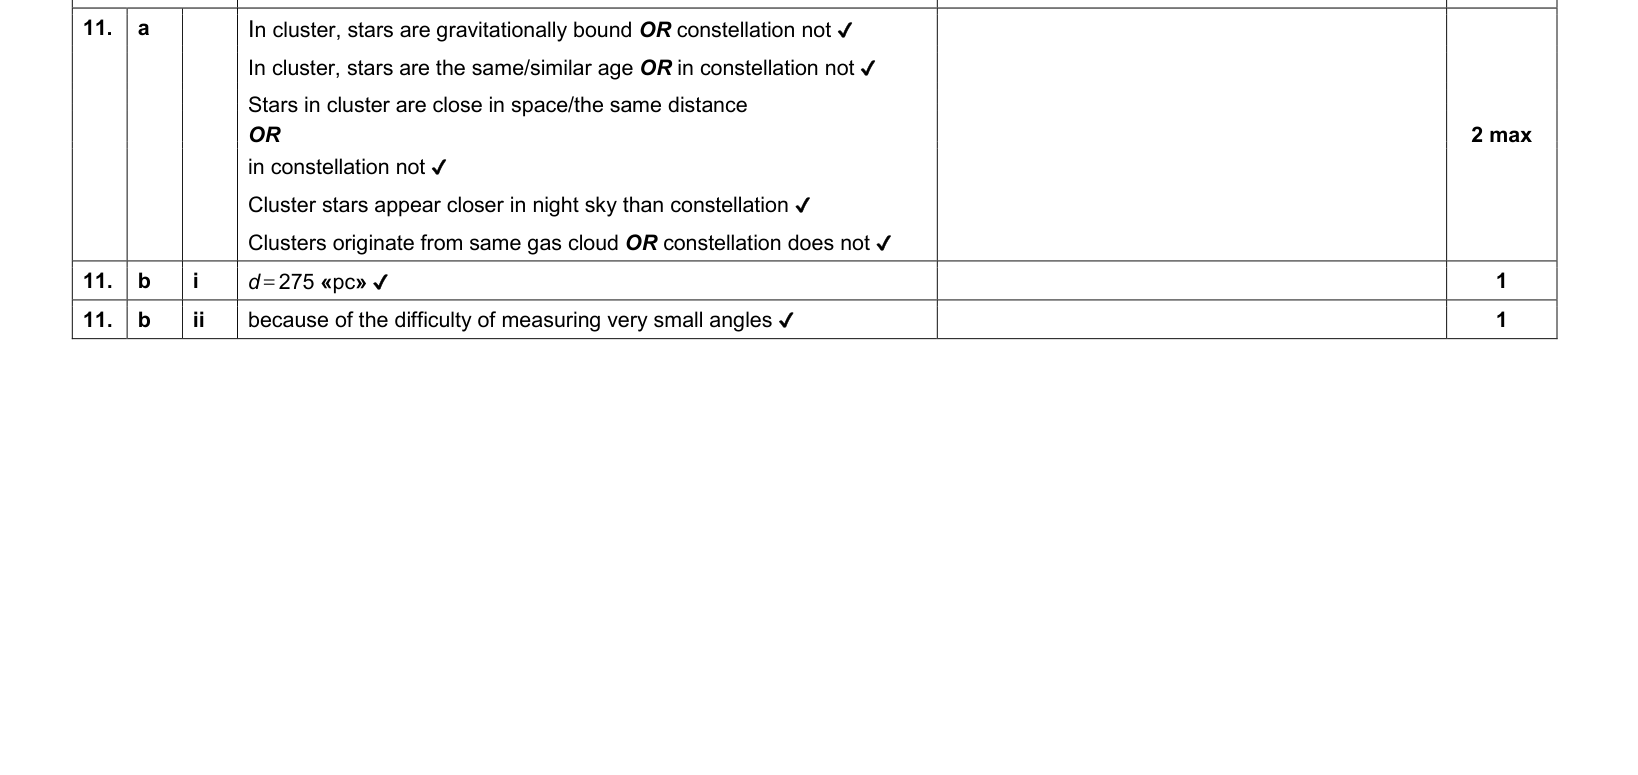 11. a In cluster, stars are gravitationally bound OR constellation not ✓
In cluster, stars are the same/similar age OR in constellation not ✓
Stars in cluster are close in space/the same distance
OR
2 max
in constellation not ✓
Cluster stars appear closer in night sky than constellation ✓
Clusters originate from same gas cloud OR constellation does not ✓
11. b i d=275 «pc» ✓ 1
11. b ii because of the difficulty of measuring very small angles ✓ 1